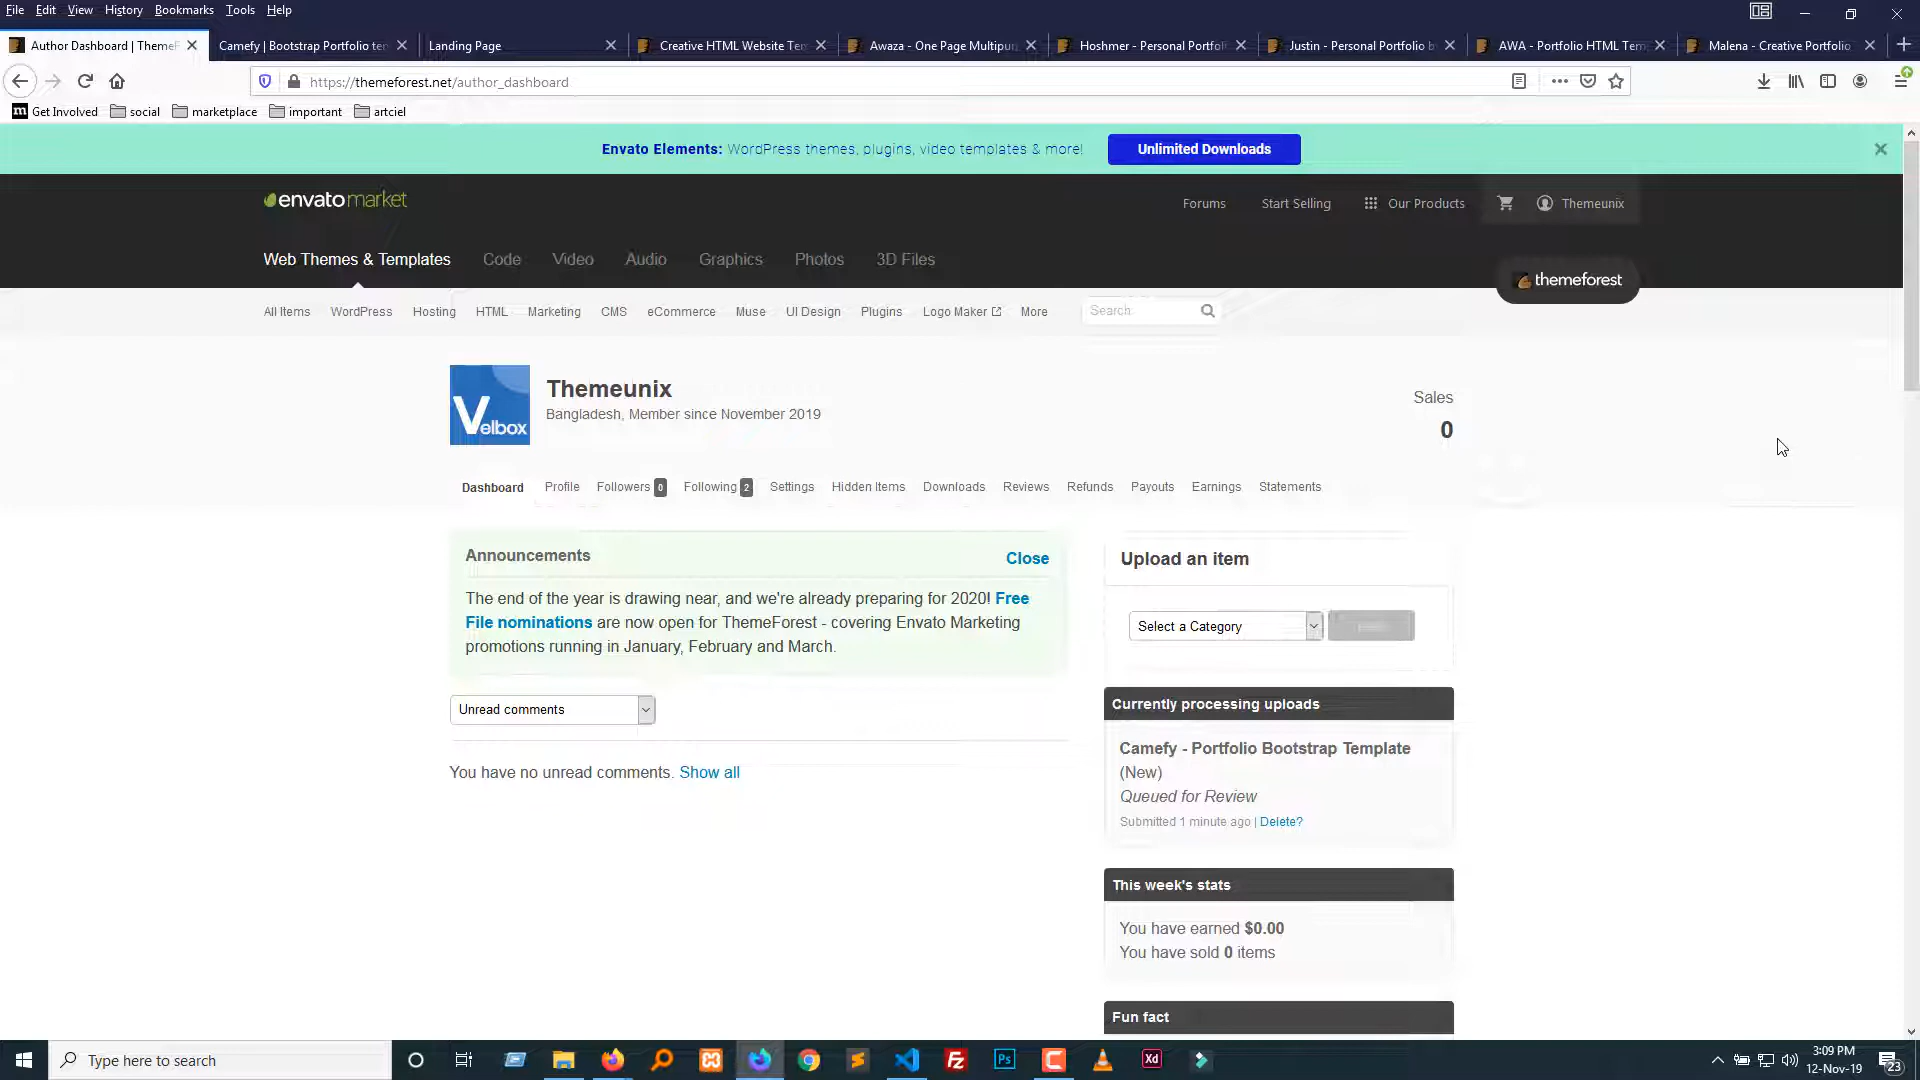 File Edit View History Bookmarks Tools Help
Author Dashboard | ThemeF
Camefy | Bootstrap Portfolio ten
Landing Page
Creative HTML Website Tem
Awaza - One Page Multipur
Hoshmer - Personal Portfoli
Justin - Personal Portfolio b
AWA - Portfolio HTML Tem
Malena - Creative Portfolio
https://themeforest.net/author_dashboard
Get Involved social marketplace important artciel
Envato Elements: WordPress themes, plugins, video templates & more! Unlimited Downloads
envatomarket
Forums Start Selling Our Products Themeunix
Web Themes & Templates Code Video Audio Graphics Photos 3D Files
themeforest
All Items WordPress Hosting HTML Marketing CMS eCommerce Muse UI Design Plugins Logo Maker More Search
Velbox
Themeunix
Bangladesh, Member since November 2019
Sales
0
Dashboard Profile Followers 0 Following 2 Settings Hidden Items Downloads Reviews Refunds Payouts Earnings Statements
Announcements Close
The end of the year is drawing near, and we're already preparing for 2020! Free
File nominations are now open for ThemeForest - covering Envato Marketing
promotions running in January, February and March.
Unread comments
You have no unread comments. Show all
Upload an item
Select a Category
Currently processing uploads
Camefy - Portfolio Bootstrap Template
(New)
Queued for Review
Submitted 1 minute ago | Delete?
This week's stats
You have earned $0.00
You have sold 0 items
Fun fact
Type here to search
Fz
Ps
Xd
3:09 PM
12-Nov-19
23